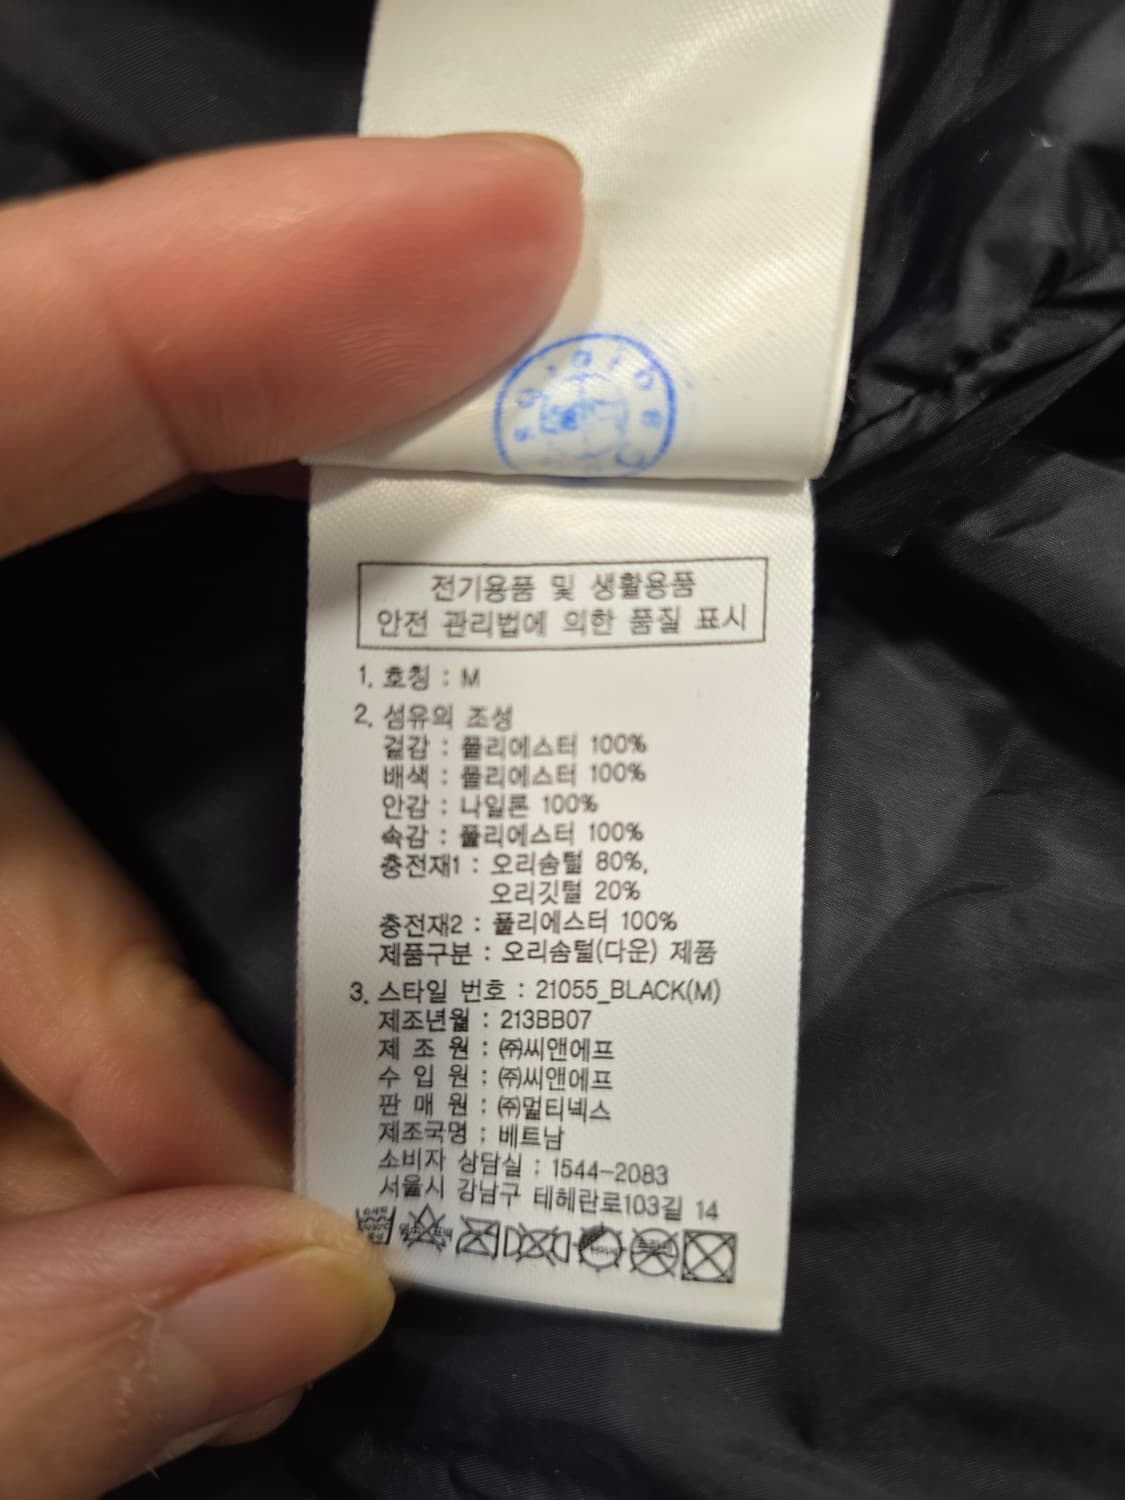 전기용품 및 생활용품
안전 관리법에 의한 품질 표시
1. 호칭 : M
2. 섬유의 조성
겉감 : 폴리에스터 100%
배색 : 폴리에스터 100%
안감 : 나일론 100%
속감 : 폴리에스터 100%
충전재1 : 오리솜털 80%,
오리깃털 20%
충전재2 : 폴리에스터 100%
제품구분 : 오리솜털(다운) 제품
3. 스타일 번호 : 21055_BLACK(M)
제조년월 : 213BB07
제 조 원 : ㈜씨앤에프
수 입 원 : ㈜씨앤에프
판 매 원 : ㈜멀티넥스
제조국명 : 베트남
소비자 상담실 : 1544-2083
서울시 강남구 테헤란로103길 14